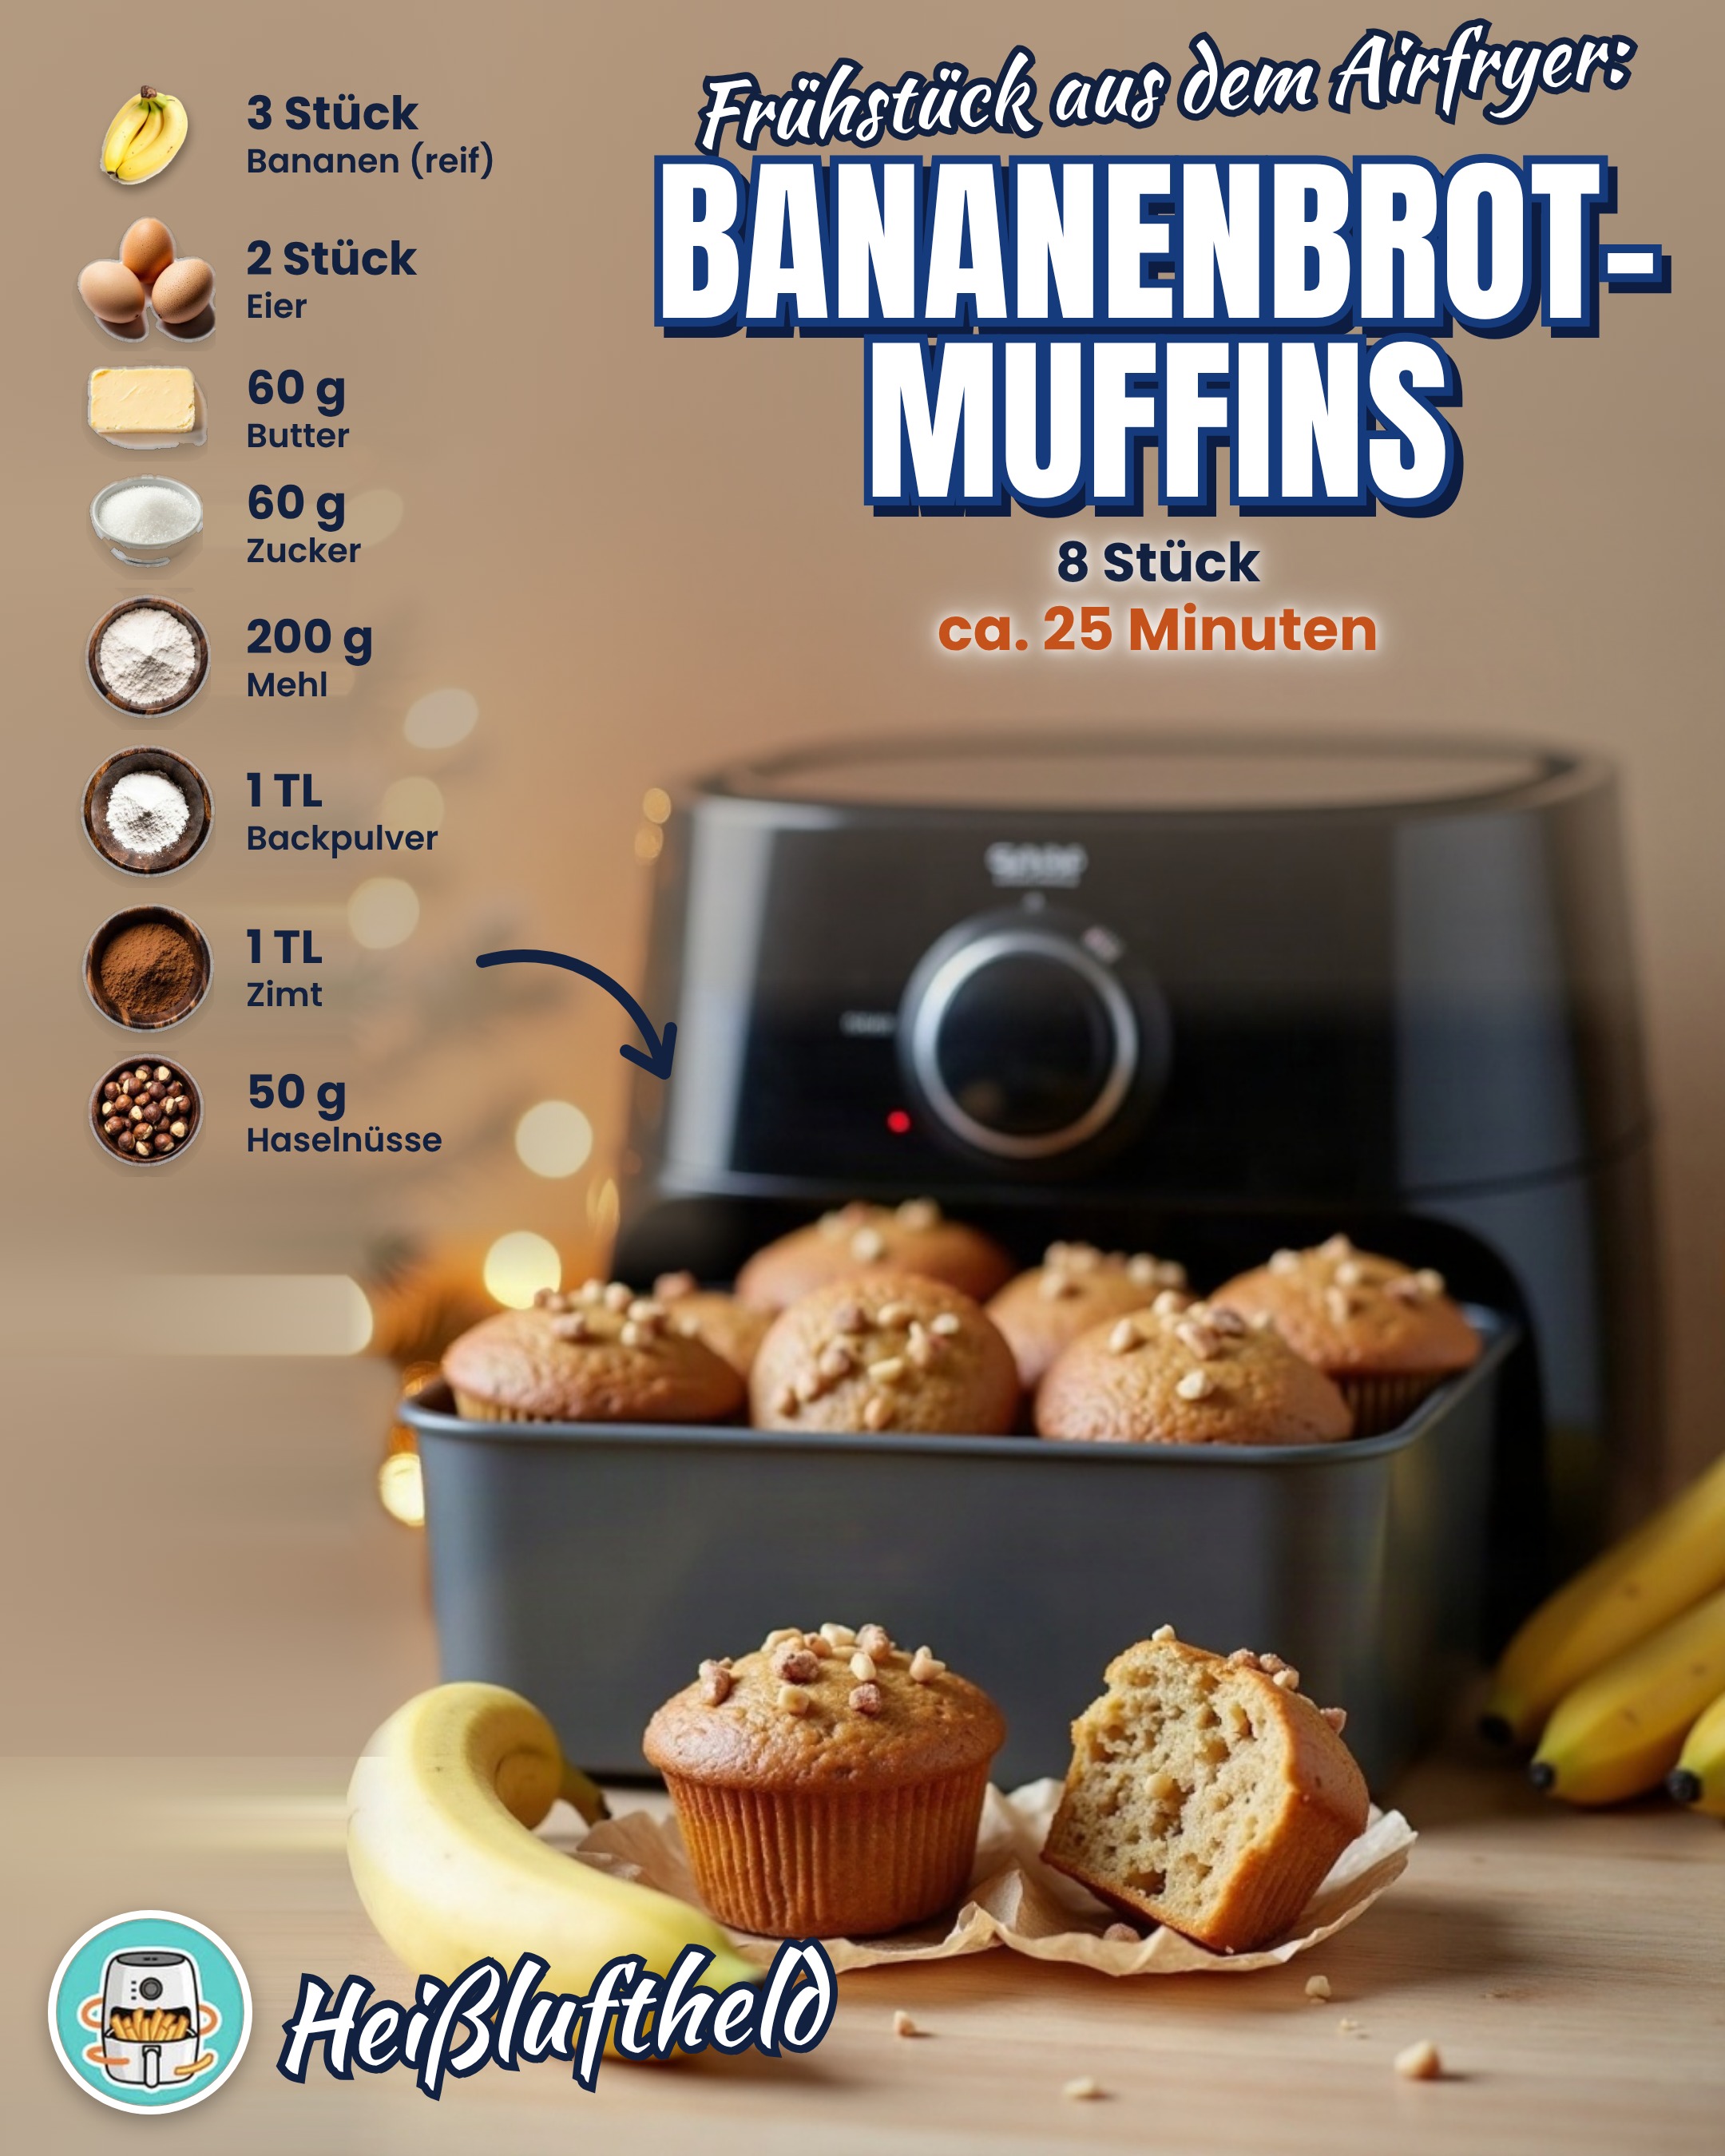 Frühstück aus dem Airfryer:
BANANENBROT-
MUFFINS
8 Stück
ca. 25 Minuten
3 Stück
Bananen (reif)
2 Stück
Eier
60 g
Butter
60 g
Zucker
200 g
Mehl
1 TL
Backpulver
1 TL
Zimt
50 g
Haselnüsse
Heißluftheld